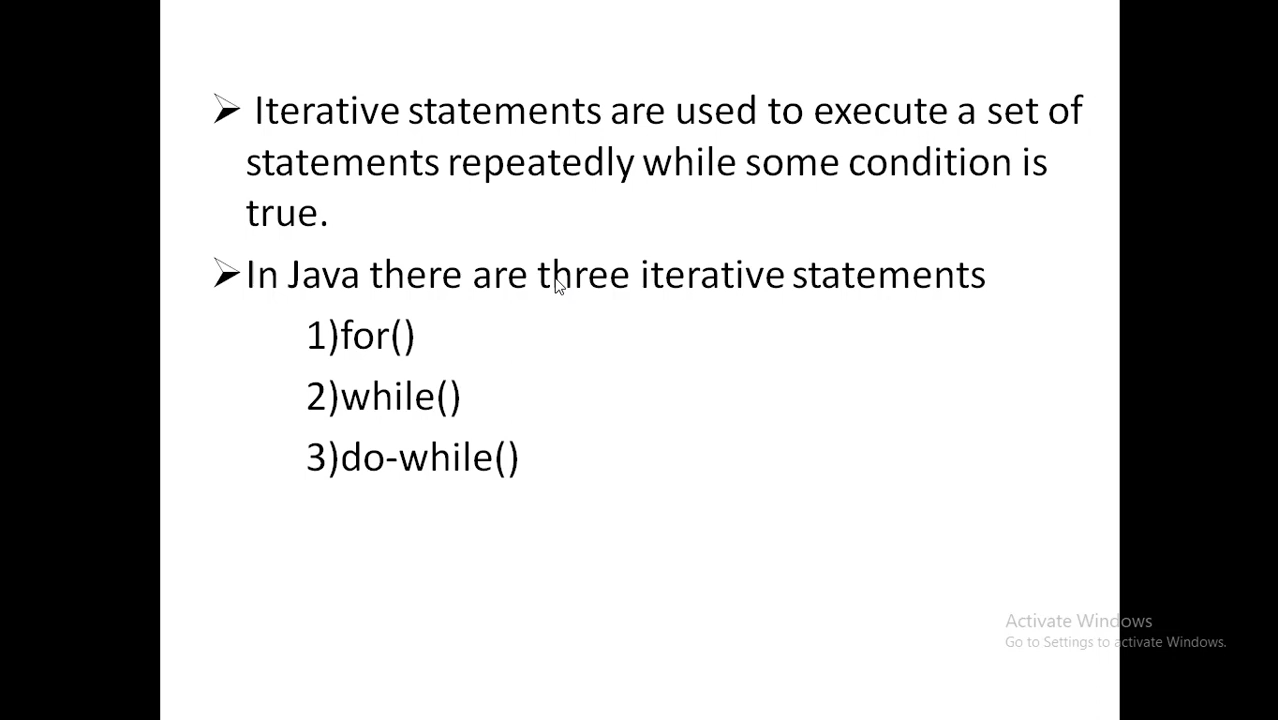 Iterative statements are used to execute a set of
statements repeatedly while some condition is
true.
In Java there are three iterative statements
1)for()
2)while()
3)do-while()
Activate Windows
Go to Settings to activate Windows.